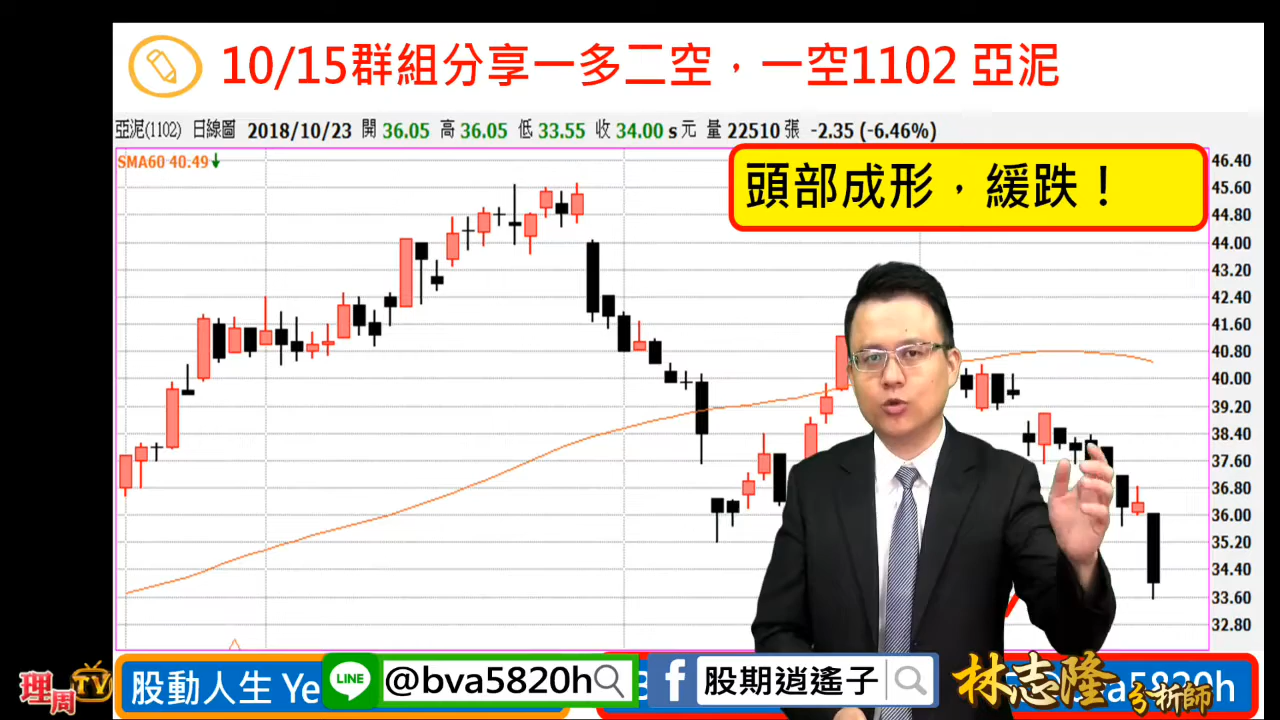 10/15群組分享一多二空，一空1102 亞泥
亞泥(1102) 日線圖 2018/10/23 開 36.05 高 36.05 低 33.55 收 34.00 s 元 量 22510 張 -2.35 (-6.46%)
SMA60 40.49↓
頭部成形，緩跌！
46.40
45.60
44.80
44.00
43.20
42.40
41.60
40.80
40.00
39.20
38.40
37.60
36.80
36.00
35.20
34.40
33.60
32.80
理周TV
股動人生 Ye
LINE
@bva5820h
f 股期逍遙子
林志隆 分析師
a5820h